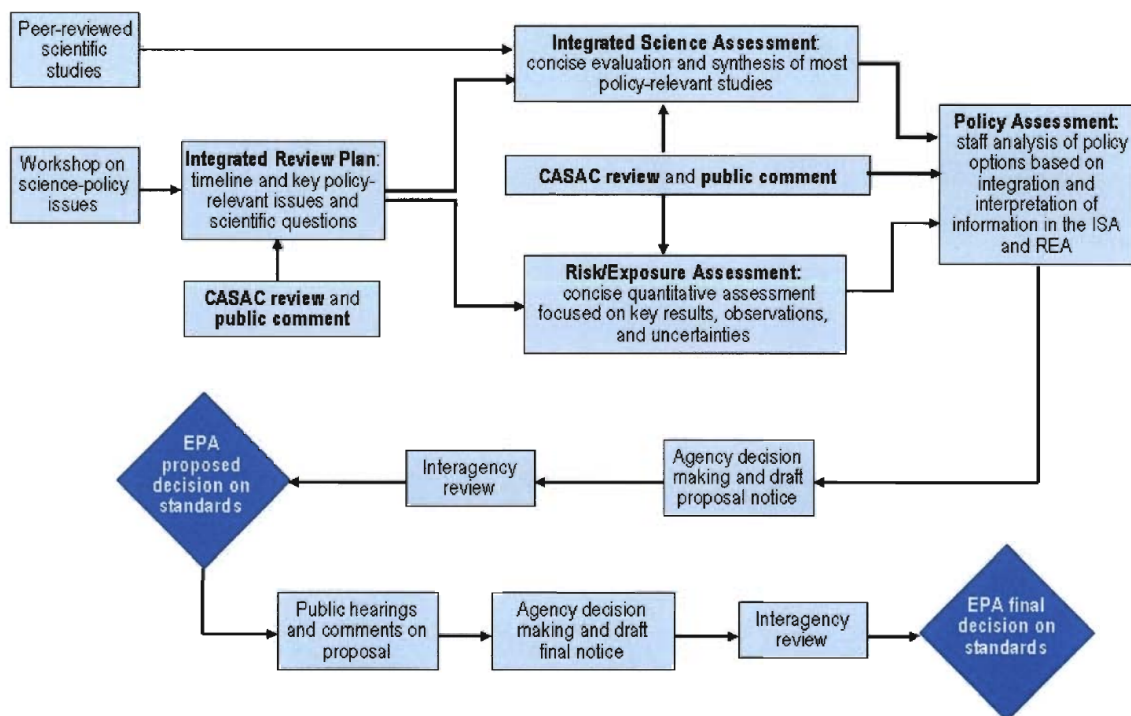 Peer-reviewed
scientific
studies
Integrated Science Assessment:
concise evaluation and synthesis of most
policy-relevant studies
Workshop on
science-policy
issues
Integrated Review Plan:
timeline and key policy-
relevant issues and
scientific questions
CASAC review and public comment
Policy Assessment:
staff analysis of policy
options based on
integration and
interpretation of
information in the ISA
and REA
CASAC review and
public comment
Risk/Exposure Assessment:
concise quantitative assessment
focused on key results, observations,
and uncertainties
EPA
proposed
decision on
standards
Interagency
review
Agency decision
making and draft
proposal notice
Public hearings
and comments on
proposal
Agency decision
making and draft
final notice
Interagency
review
EPA final
decision on
standards